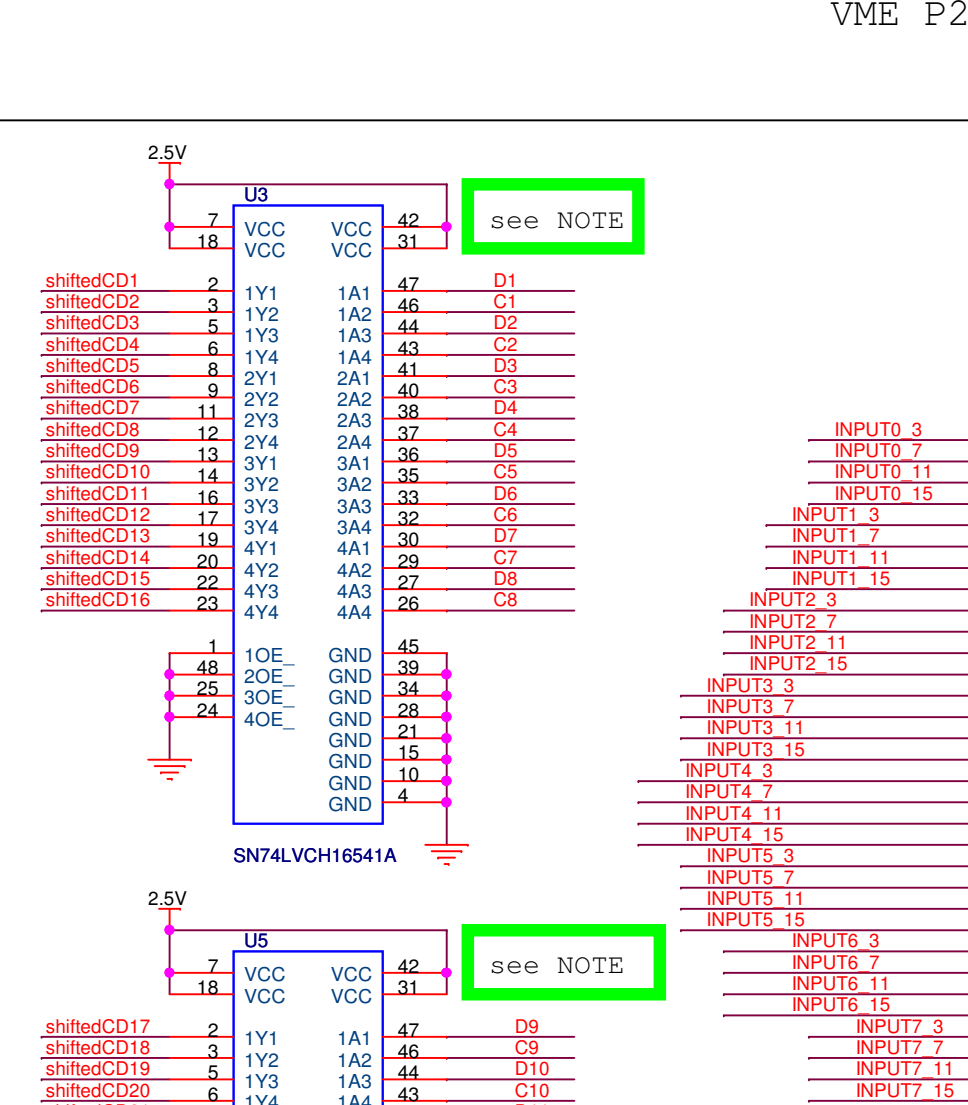 VME P2
2.5V
U3
see NOTE
7 VCC VCC 42
18 VCC VCC 31
shiftedCD1 2 1Y1 1A1 47 D1
shiftedCD2 3 1Y2 1A2 46 C1
shiftedCD3 5 1Y3 1A3 44 D2
shiftedCD4 6 1Y4 1A4 43 C2
shiftedCD5 8 2Y1 2A1 41 D3
shiftedCD6 9 2Y2 2A2 40 C3
shiftedCD7 11 2Y3 2A3 38 D4
shiftedCD8 12 2Y4 2A4 37 C4
shiftedCD9 13 3Y1 3A1 36 D5
shiftedCD10 14 3Y2 3A2 35 C5
shiftedCD11 16 3Y3 3A3 33 D6
shiftedCD12 17 3Y4 3A4 32 C6
shiftedCD13 19 4Y1 4A1 30 D7
shiftedCD14 20 4Y2 4A2 29 C7
shiftedCD15 22 4Y3 4A3 27 D8
shiftedCD16 23 4Y4 4A4 26 C8
1 1OE_ GND 45
48 2OE_ GND 39
25 3OE_ GND 34
24 4OE_ GND 28
GND 21
GND 15
GND 10
GND 4
SN74LVCH16541A
INPUT0_3
INPUT0_7
INPUT0_11
INPUT0_15
INPUT1_3
INPUT1_7
INPUT1_11
INPUT1_15
INPUT2_3
INPUT2_7
INPUT2_11
INPUT2_15
INPUT3_3
INPUT3_7
INPUT3_11
INPUT3_15
INPUT4_3
INPUT4_7
INPUT4_11
INPUT4_15
INPUT5_3
INPUT5_7
INPUT5_11
INPUT5_15
INPUT6_3
INPUT6_7
INPUT6_11
INPUT6_15
INPUT7_3
INPUT7_7
INPUT7_11
INPUT7_15
2.5V
U5
see NOTE
7 VCC VCC 42
18 VCC VCC 31
shiftedCD17 2 1Y1 1A1 47 D9
shiftedCD18 3 1Y2 1A2 46 C9
shiftedCD19 5 1Y3 1A3 44 D10
shiftedCD20 6 1Y4 1A4 43 C10